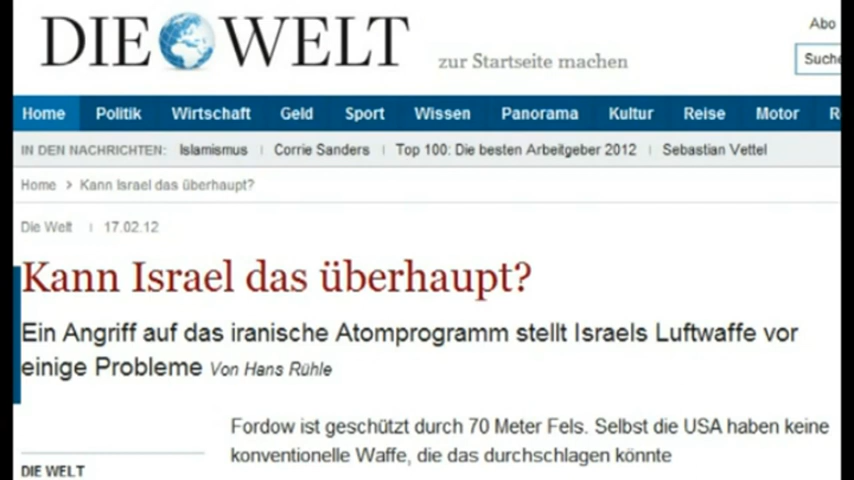 DIE WELT
zur Startseite machen
Abo
Suche
Home Politik Wirtschaft Geld Sport Wissen Panorama Kultur Reise Motor R
IN DEN NACHRICHTEN: Islamismus | Corrie Sanders | Top 100: Die besten Arbeitgeber 2012 | Sebastian Vettel
Home > Kann Israel das überhaupt?
Die Welt | 17.02.12
Kann Israel das überhaupt?
Ein Angriff auf das iranische Atomprogramm stellt Israels Luftwaffe vor
einige Probleme Von Hans Rühle
Fordow ist geschützt durch 70 Meter Fels. Selbst die USA haben keine
konventionelle Waffe, die das durchschlagen könnte
DIE WELT